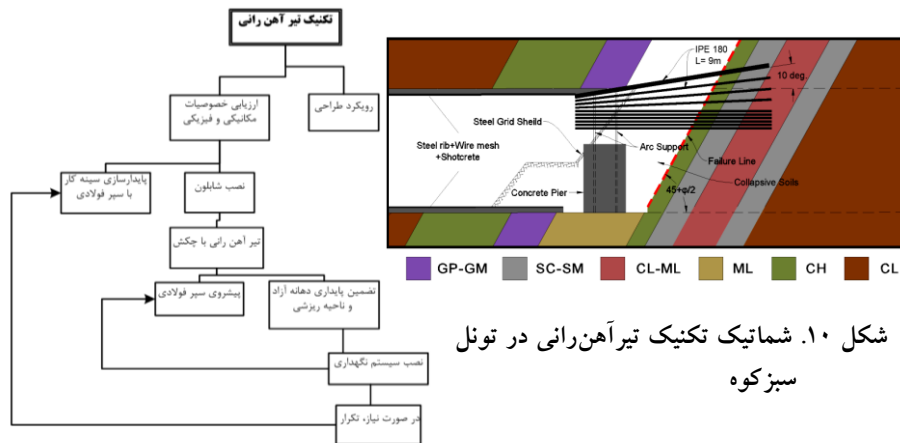 تکنیک تیر آهن رانی
ارزیابی خصوصیات
مکانیکی و فیزیکی
رویکرد طراحی
پایدارسازی سینه کار
با سپر فولادی
نصب شابلون
تیر آهن رانی با چکش
پیشروی سپر فولادی
تضمین پایداری دهانه آزاد
و ناحیه ریزشی
نصب سیستم نگهداری
در صورت نیاز، تکرار
IPE 180
L= 9m
10 deg
Steel Grid Sheild
Steel rib+Wire mesh
+Shotcrete
Arc Support
Failure Line
Concrete Pier
Collapsive Soils
45+φ/2
GP-GM
SC-SM
CL-ML
ML
CH
CL
شکل ۱۰. شماتیک تکنیک تیرآهن‌رانی در تونل
سبزکوه